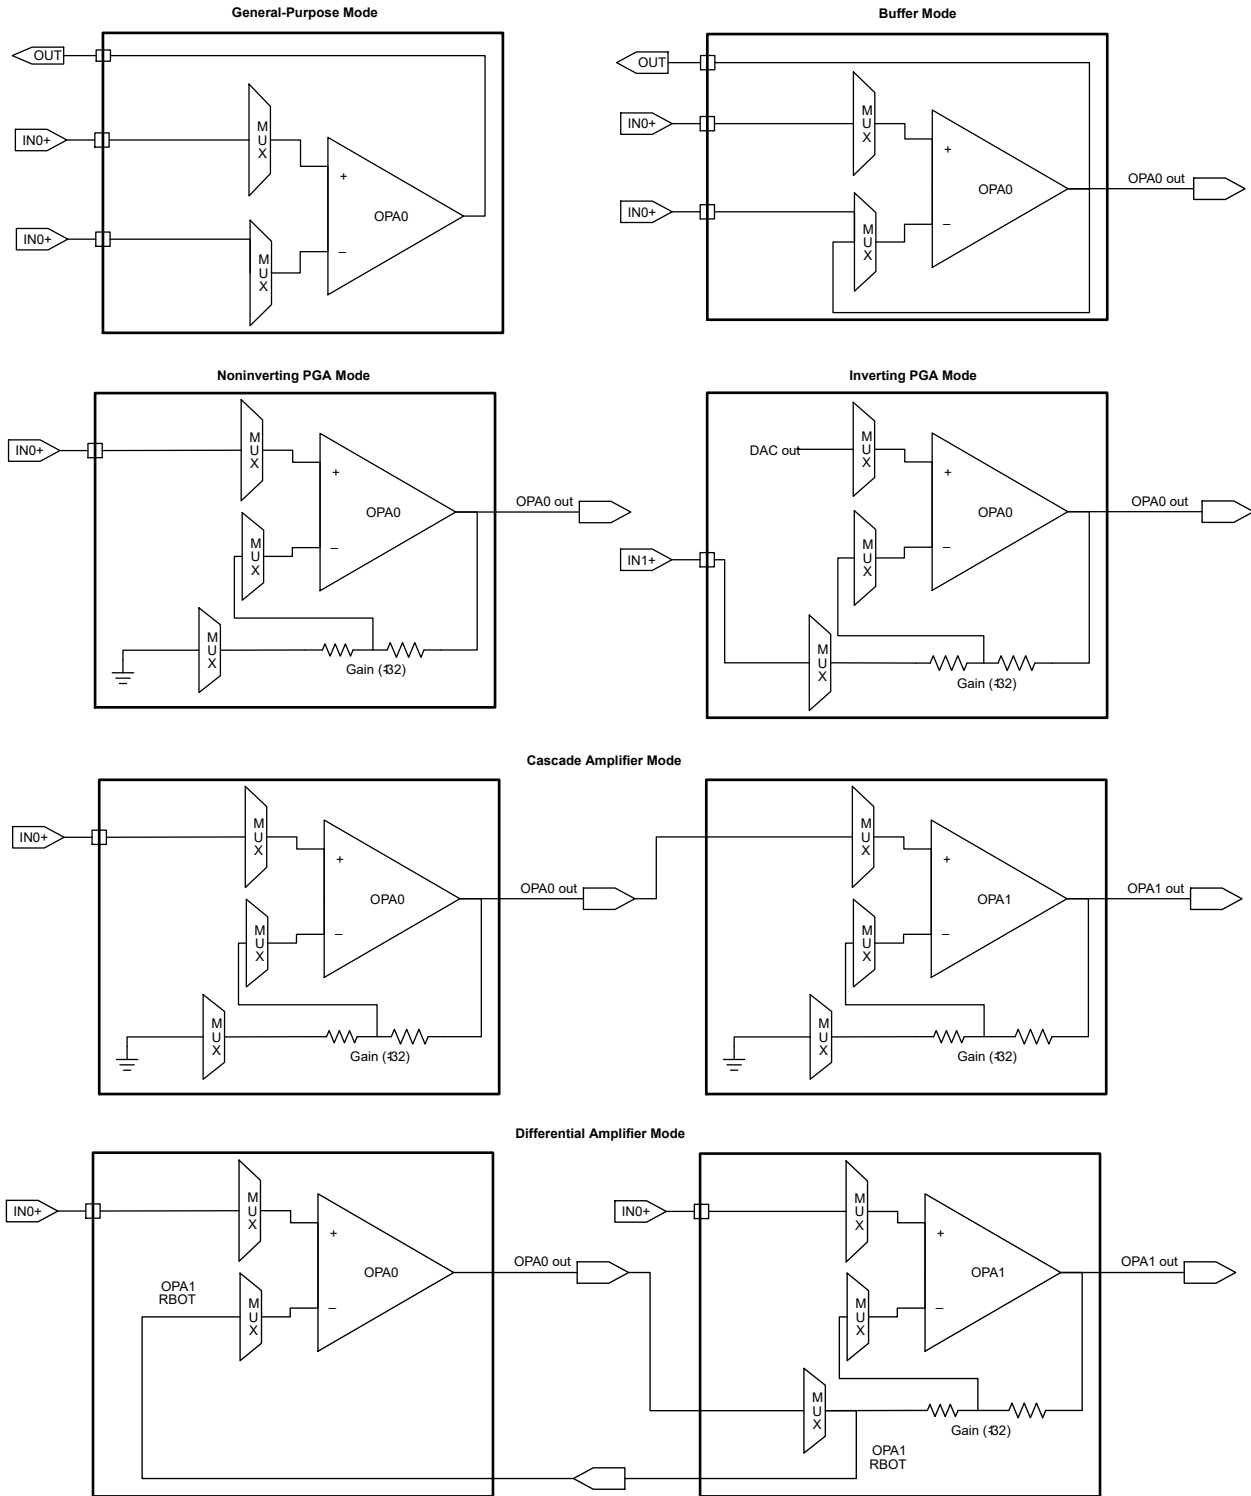 General-Purpose Mode
OUT
IN0+
IN0+
MUX
MUX
+
OPA0
–
Buffer Mode
OUT
IN0+
IN0+
MUX
MUX
+
OPA0
–
OPA0 out
Noninverting PGA Mode
IN0+
MUX
MUX
MUX
+
OPA0
–
OPA0 out
Inverting PGA Mode
DAC out
IN1+
MUX
MUX
MUX
+
OPA0
–
OPA0 out
Gain
Gain
Cascade Amplifier Mode
IN0+
MUX
MUX
MUX
+
OPA0
–
OPA0 out
Gain
MUX
MUX
MUX
+
OPA1
–
OPA1 out
Gain
Differential Amplifier Mode
IN0+
MUX
MUX
+
OPA0
–
OPA1
RBOT
OPA0 out
IN0+
MUX
MUX
MUX
+
OPA1
–
OPA1 out
Gain
OPA1
RBOT